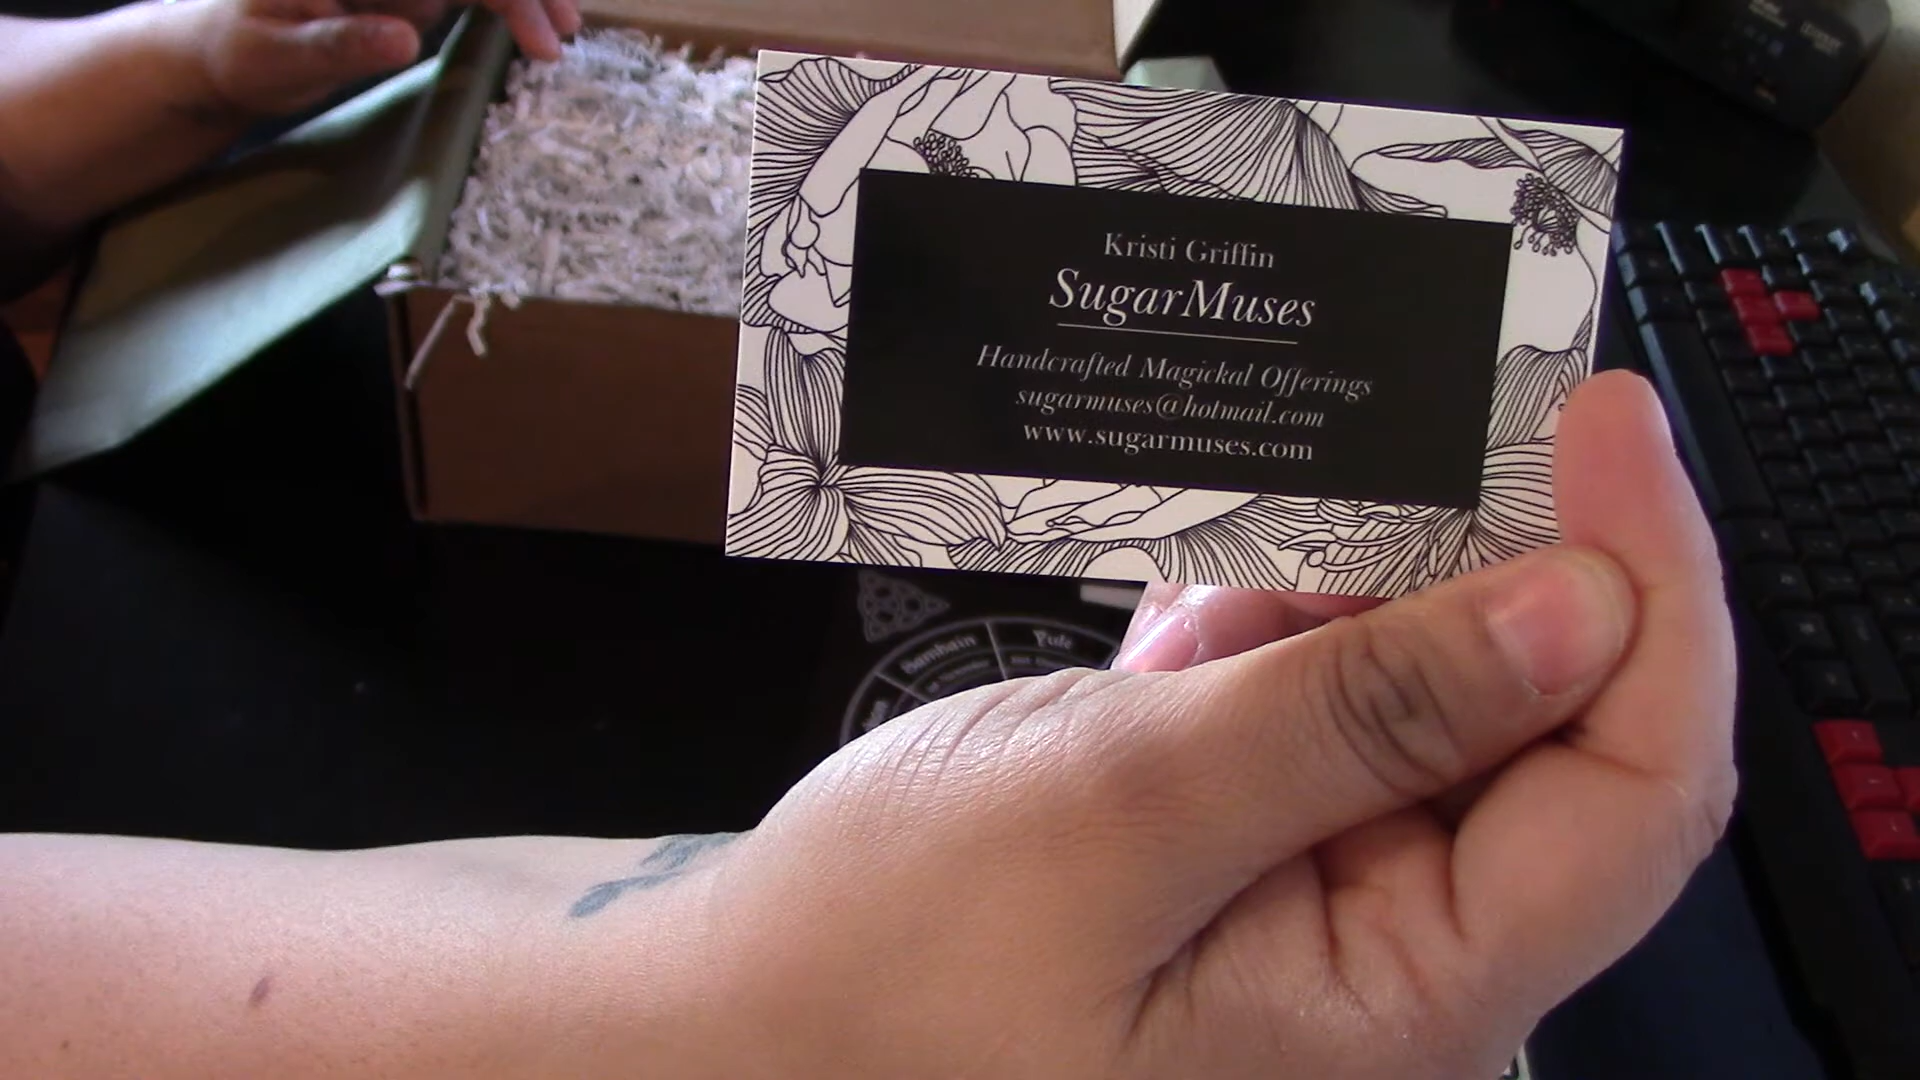 Kristi Griffin
SugarMuses
Handcrafted Magickal Offerings
sugarmuses@hotmail.com
www.sugarmuses.com
Samhain
Yule